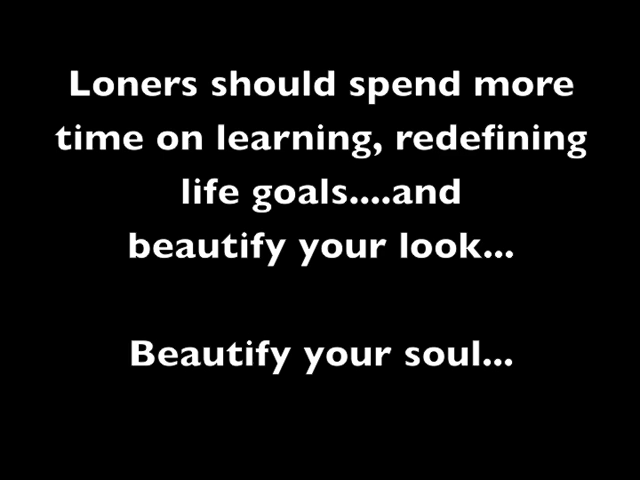 Loners should spend more
time on learning, redefining
life goals....and
beautify your look...
Beautify your soul...